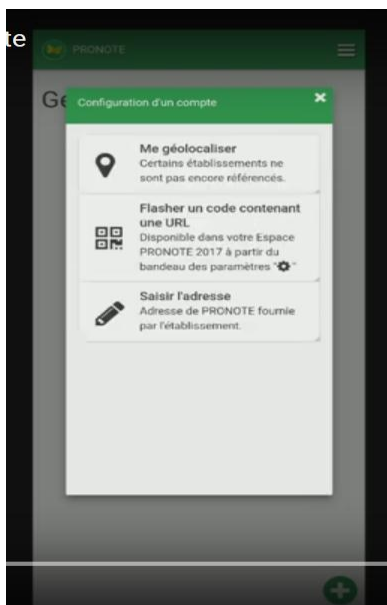 te
PRONOTE
Ge
Configuration d'un compte
Me géolocaliser
Certains établissements ne
sont pas encore référencés.
Flasher un code contenant
une URL
Disponible dans votre Espace
PRONOTE 2017 à partir du
bandeau des paramètres " "
Saisir l'adresse
Adresse de PRONOTE fournie
par l'établissement.